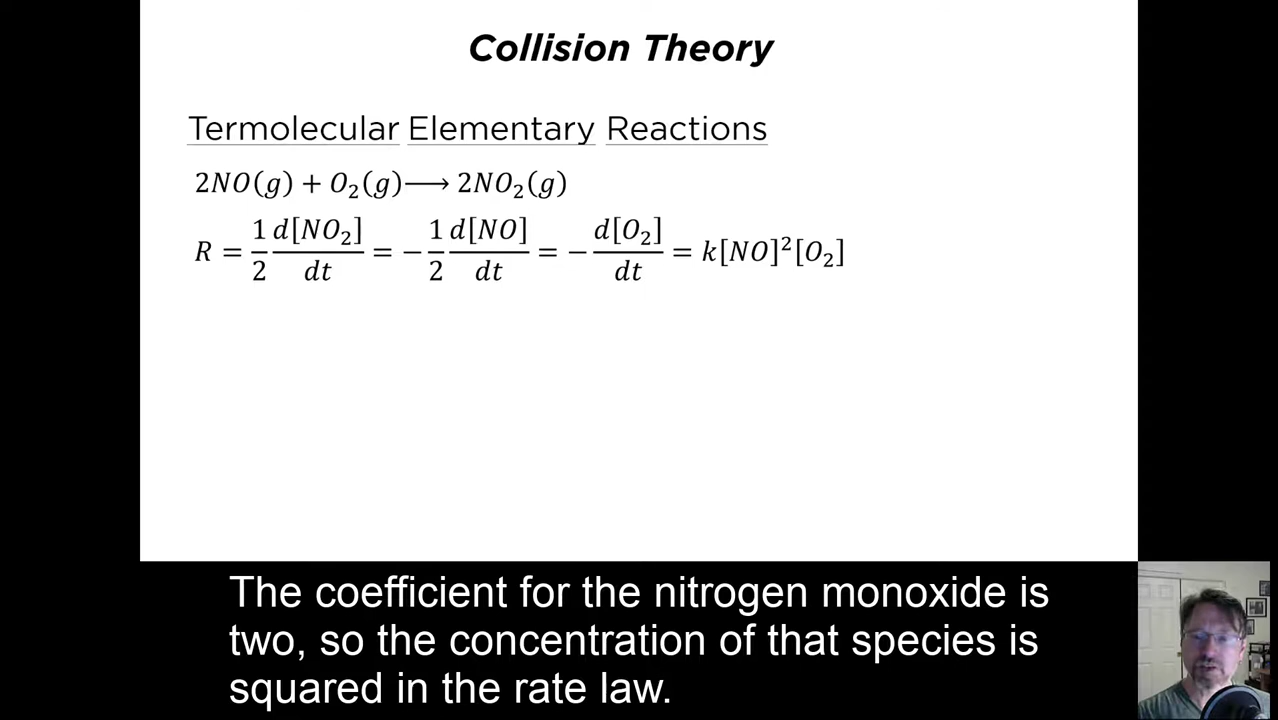 Collision Theory
Termolecular Elementary Reactions
2NO(g) + O₂(g) ⟶ 2NO₂(g)
R = 1/2 d[NO₂]/dt = − 1/2 d[NO]/dt = − d[O₂]/dt = k[NO]²[O₂]
The coefficient for the nitrogen monoxide is
two, so the concentration of that species is
squared in the rate law.